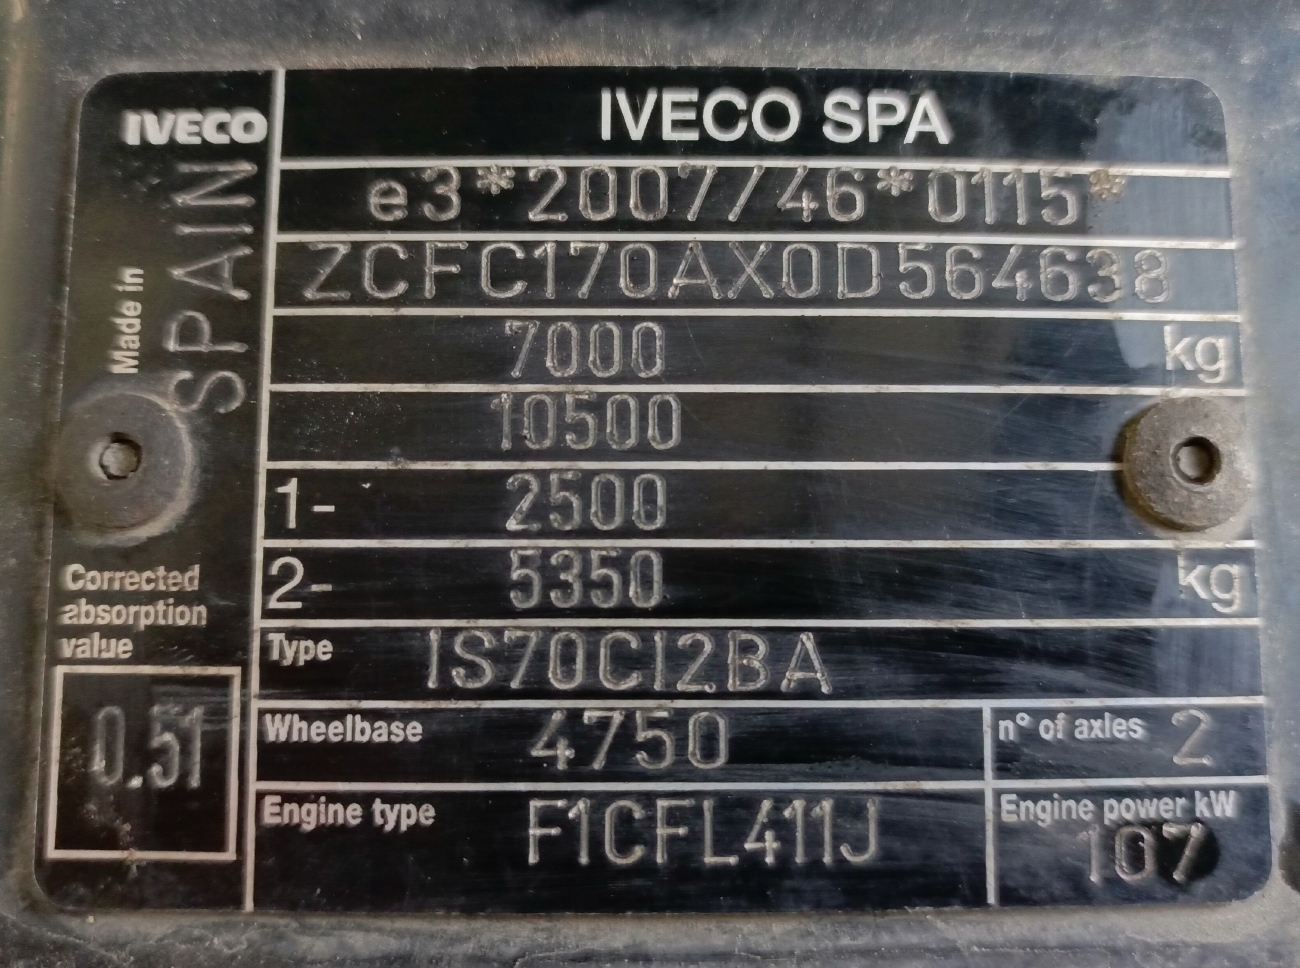 IVECO
Made in SPAIN
Corrected
absorption
value
0.51
IVECO SPA
e3*2007/46*0115*
ZCFC170AX0D564638
7000 kg
10500
1- 2500
2- 5350 kg
Type IS70CI2BA
Wheelbase 4750 n° of axles 2
Engine type F1CFL411J Engine power kW 107